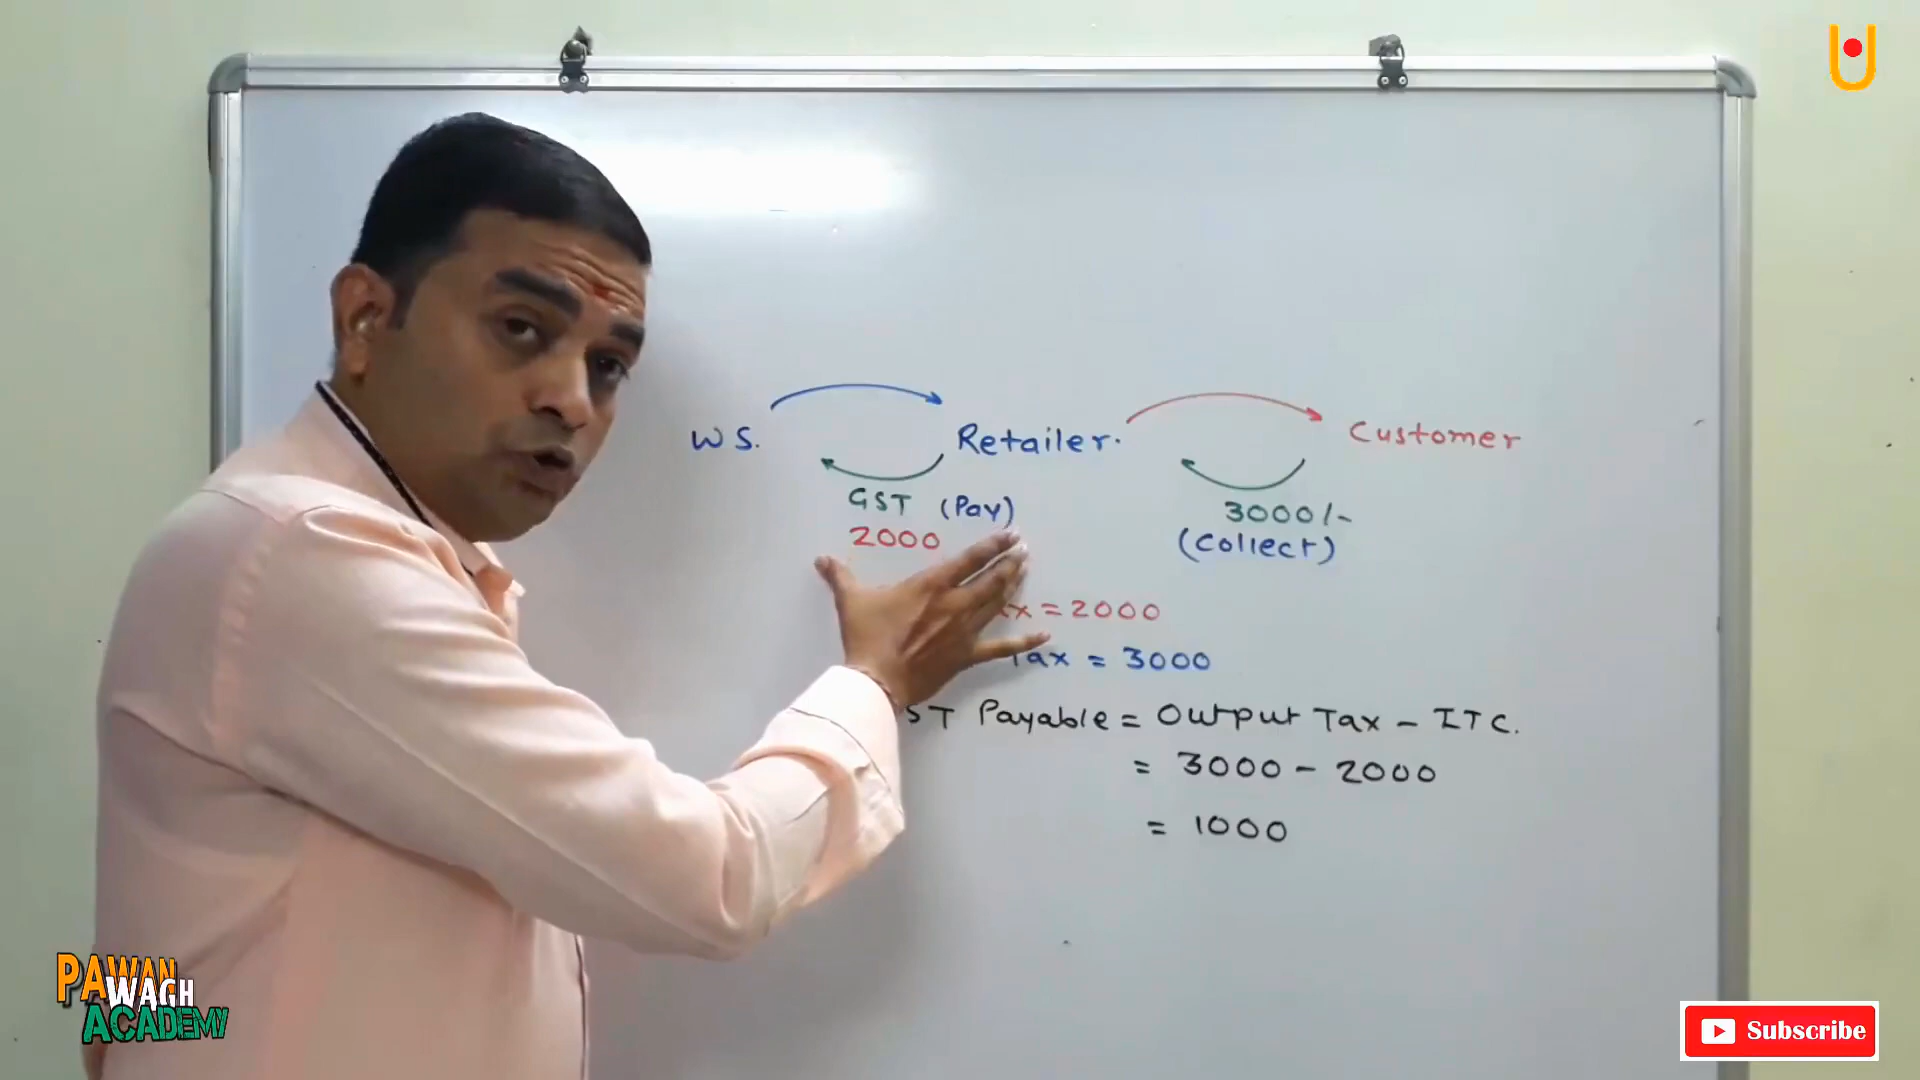 W S. Retailer. Customer
GST (Pay)
2000
3000/-
(Collect)
= 2000
Tax = 3000
Payable = Output Tax - ITC.
= 3000 - 2000
= 1000
PAWAN
WAGH
ACADEMY
Subscribe